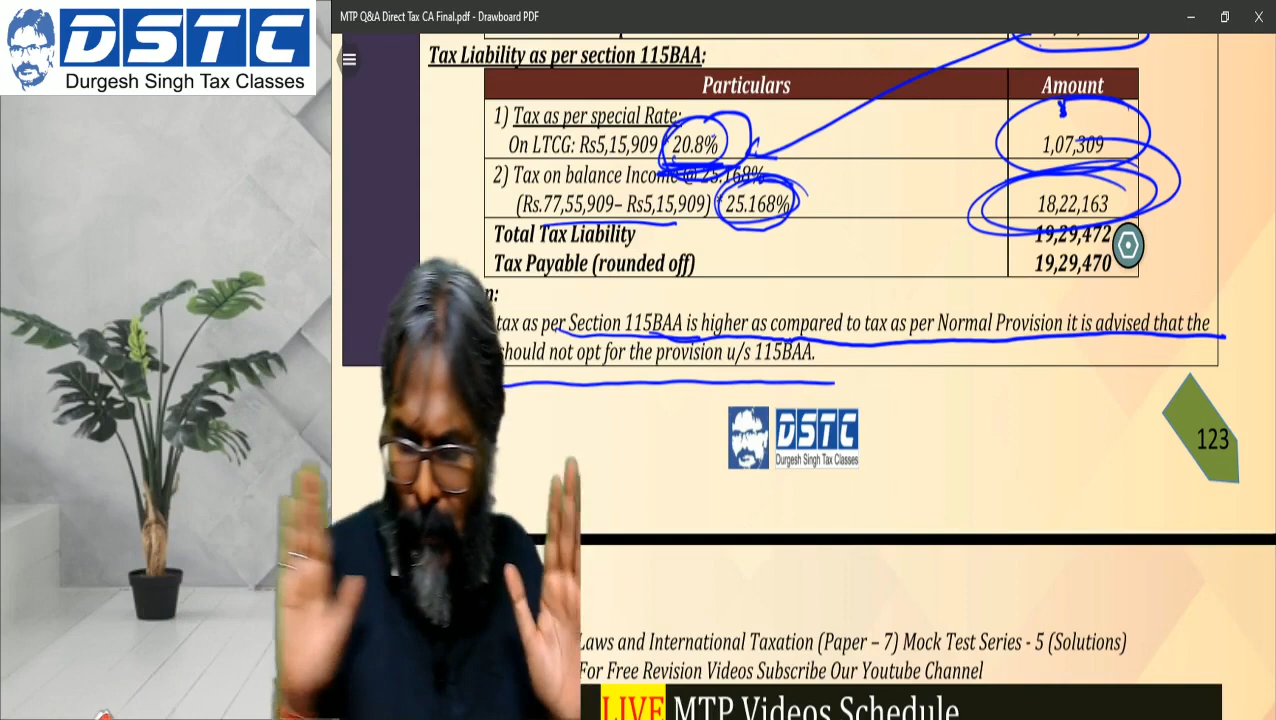 MTP Q&A Direct Tax CA Final.pdf - Drawboard PDF
DSTC
Durgesh Singh Tax Classes
Tax Liability as per section 115BAA:
Particulars Amount
1) Tax as per special Rate:
On LTCG: Rs5,15,909 20.8% 1,07,309
2) Tax on balance Income @ 25.168%
(Rs.77,55,909– Rs5,15,909) 25.168% 18,22,163
Total Tax Liability 19,29,472
Tax Payable (rounded off) 19,29,470
n:
tax as per Section 115BAA is higher as compared to tax as per Normal Provision it is advised that the
should not opt for the provision u/s 115BAA.
DSTC
Durgesh Singh Tax Classes
123
Laws and International Taxation (Paper – 7) Mock Test Series - 5 (Solutions)
For Free Revision Videos Subscribe Our Youtube Channel
LIVE MTP Videos Schedule